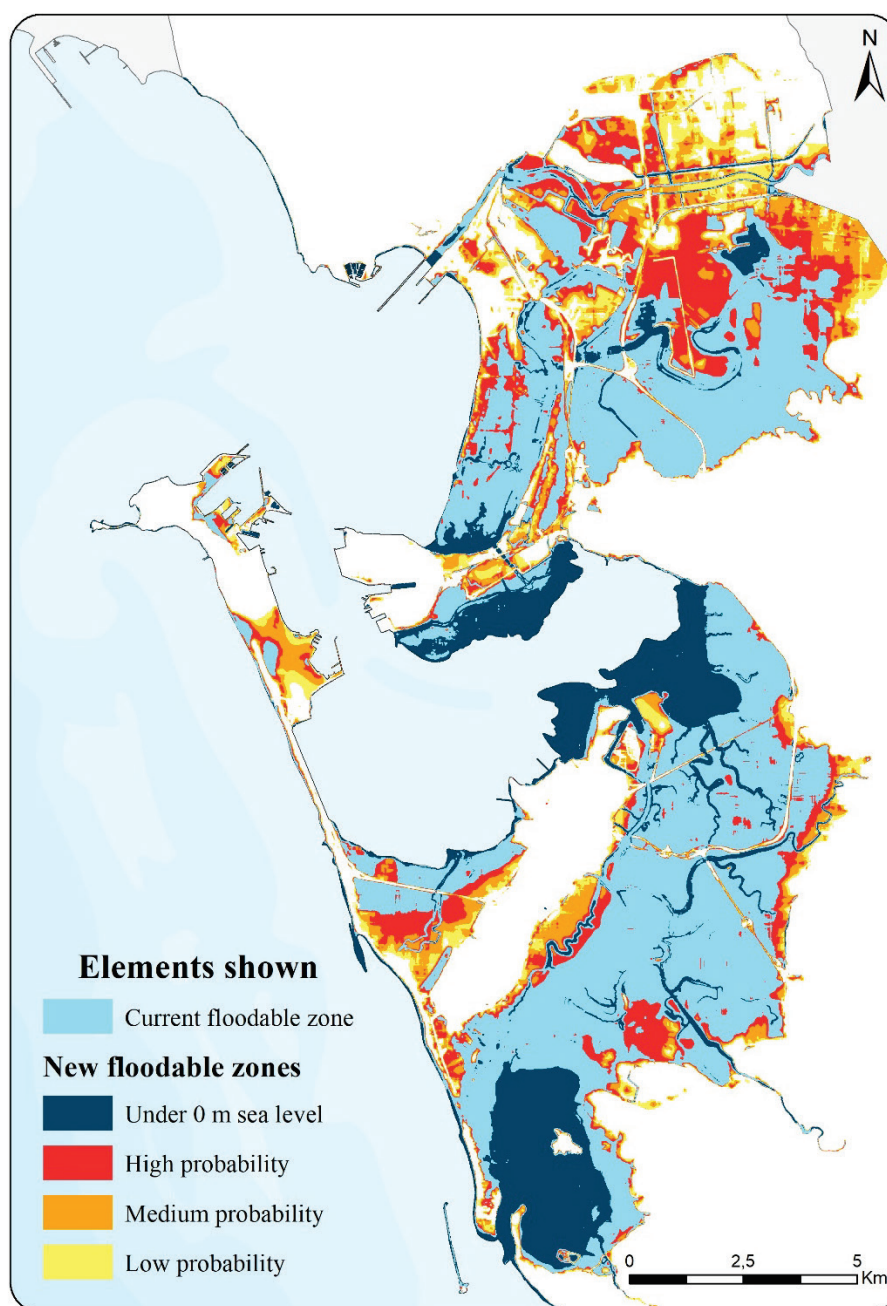 N
Elements shown
Current floodable zone
New floodable zones
Under 0 m sea level
High probability
Medium probability
Low probability
0 2,5 5
Km